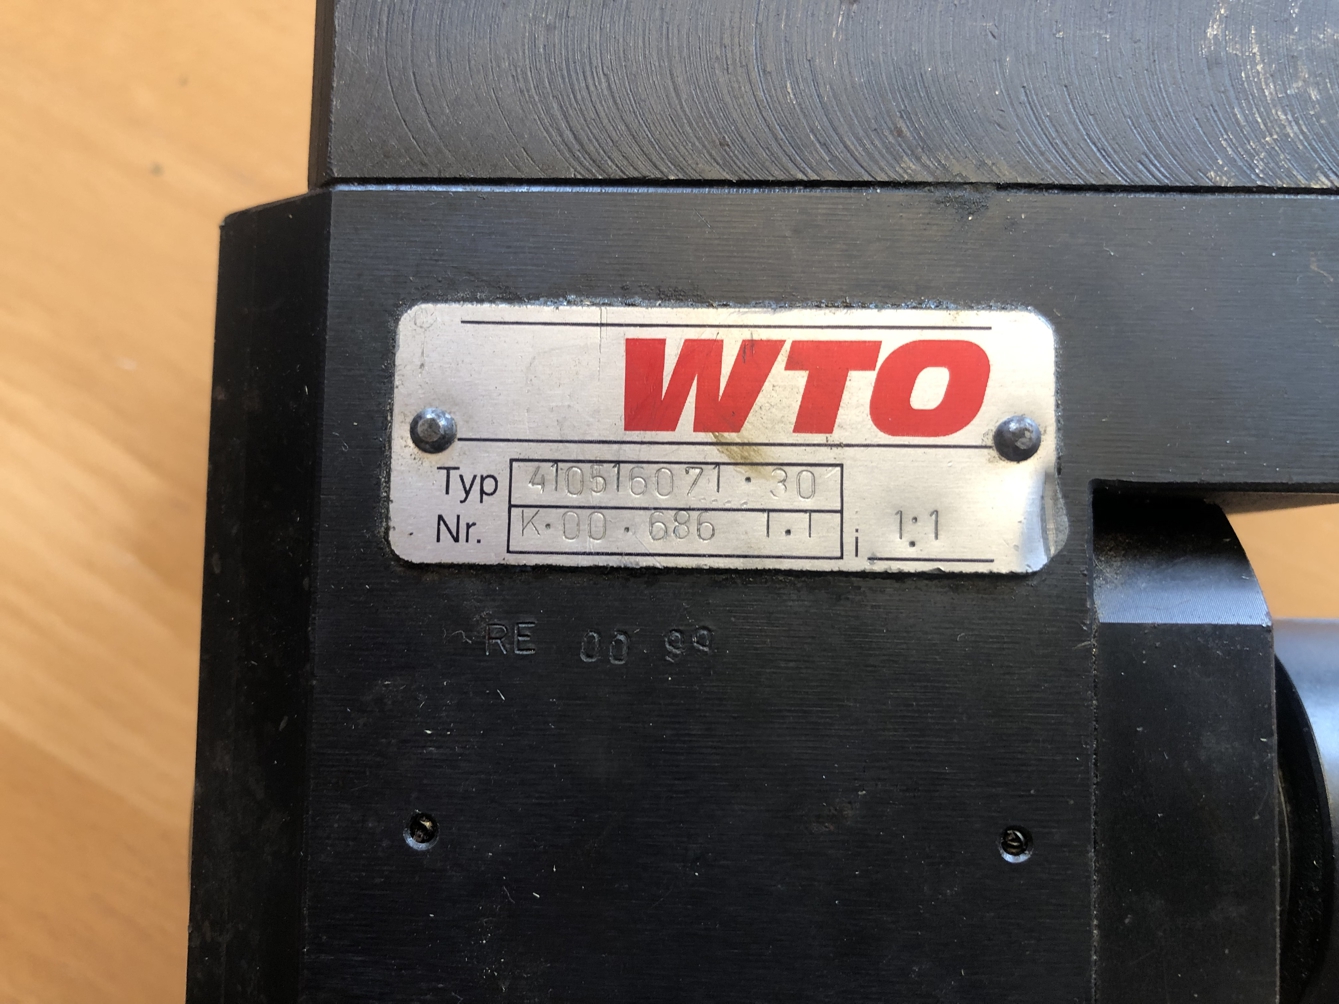 WTO
Typ 410516071.30
Nr. K.00.686 1.1 i 1:1
RE 00 99